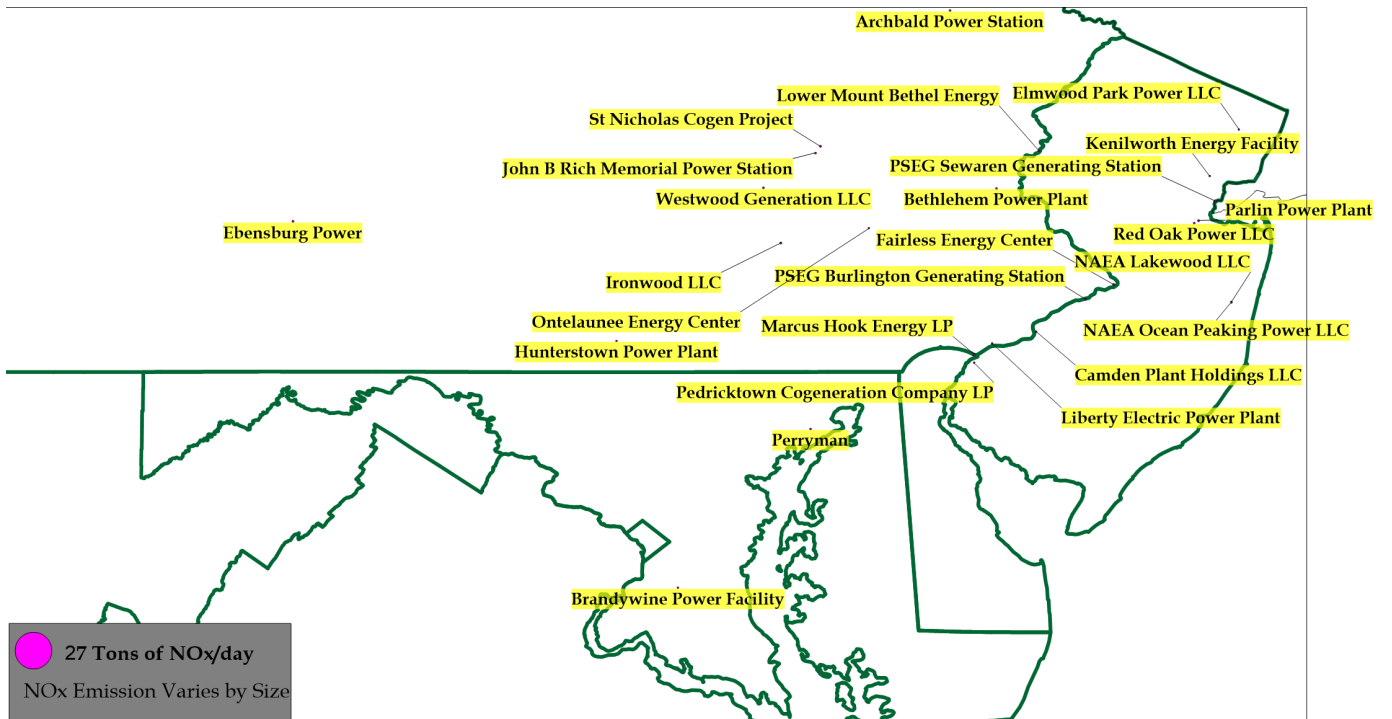 Archbald Power Station
Lower Mount Bethel Energy
Elmwood Park Power LLC
St Nicholas Cogen Project
Kenilworth Energy Facility
John B Rich Memorial Power Station
PSEG Sewaren Generating Station
Westwood Generation LLC
Bethlehem Power Plant
Parlin Power Plant
Ebensburg Power
Fairless Energy Center
Red Oak Power LLC
NAEA Lakewood LLC
Ironwood LLC
PSEG Burlington Generating Station
Ontelaunee Energy Center
Marcus Hook Energy LP
NAEA Ocean Peaking Power LLC
Hunterstown Power Plant
Camden Plant Holdings LLC
Pedricktown Cogeneration Company LP
Liberty Electric Power Plant
Perryman
Brandywine Power Facility
27 Tons of NOx/day
NOx Emission Varies by Size